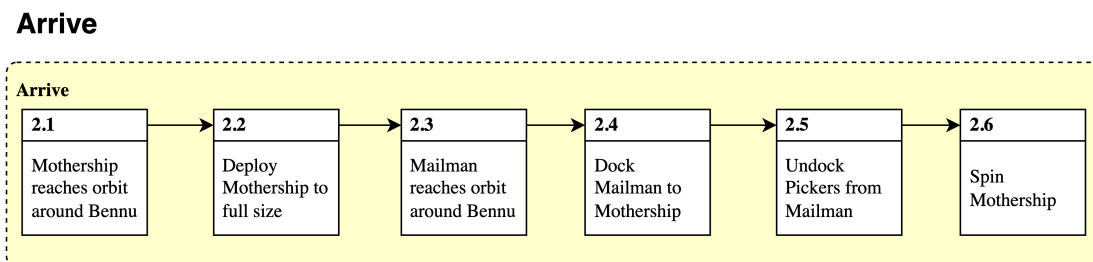 Arrive
Arrive
2.1
Mothership
reaches orbit
around Bennu
2.2
Deploy
Mothership to
full size
2.3
Mailman
reaches orbit
around Bennu
2.4
Dock
Mailman to
Mothership
2.5
Undock
Pickers from
Mailman
2.6
Spin
Mothership